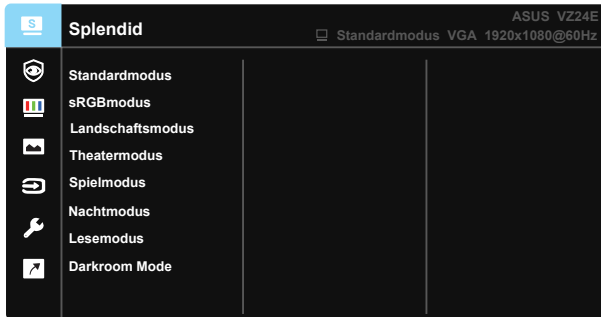 S
Splendid
ASUS VZ24E
Standardmodus VGA 1920x1080@60Hz
Standardmodus
sRGBmodus
Landschaftsmodus
Theatermodus
Spielmodus
Nachtmodus
Lesemodus
Darkroom Mode